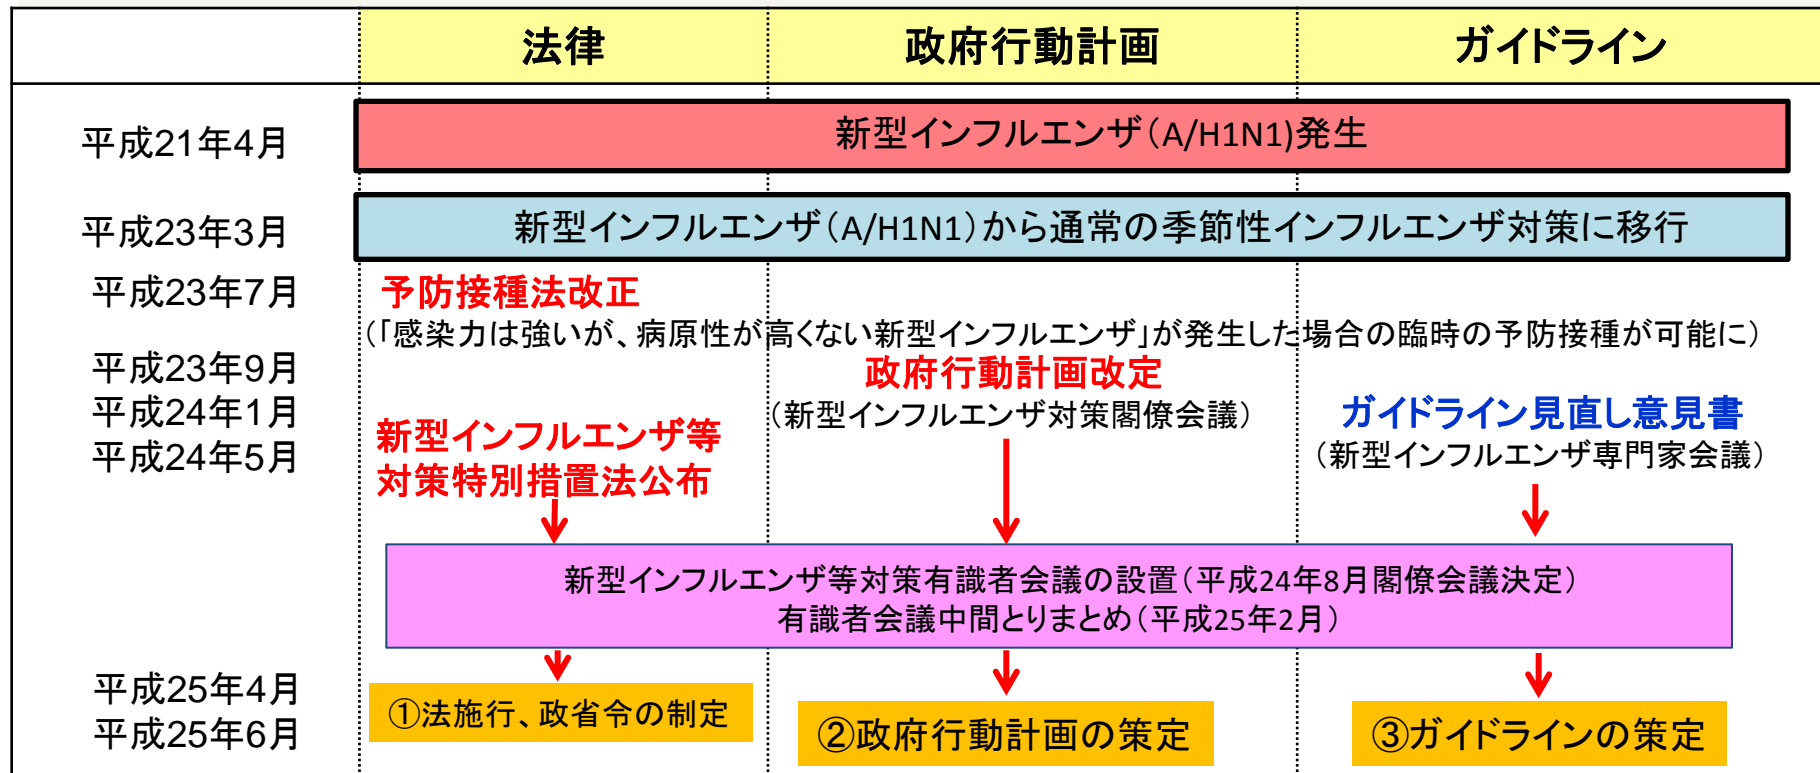 法律 政府行動計画 ガイドライン
平成21年4月 新型インフルエンザ（A/H1N1)発生
平成23年3月 新型インフルエンザ（A/H1N1）から通常の季節性インフルエンザ対策に移行
平成23年7月 予防接種法改正
（「感染力は強いが、病原性が高くない新型インフルエンザ」が発生した場合の臨時の予防接種が可能に）
平成23年9月 政府行動計画改定
平成24年1月 （新型インフルエンザ対策閣僚会議） ガイドライン見直し意見書
平成24年5月 新型インフルエンザ等 （新型インフルエンザ専門家会議）
対策特別措置法公布
新型インフルエンザ等対策有識者会議の設置（平成24年8月閣僚会議決定）
有識者会議中間とりまとめ（平成25年2月）
平成25年4月 ①法施行、政省令の制定
平成25年6月 ②政府行動計画の策定 ③ガイドラインの策定